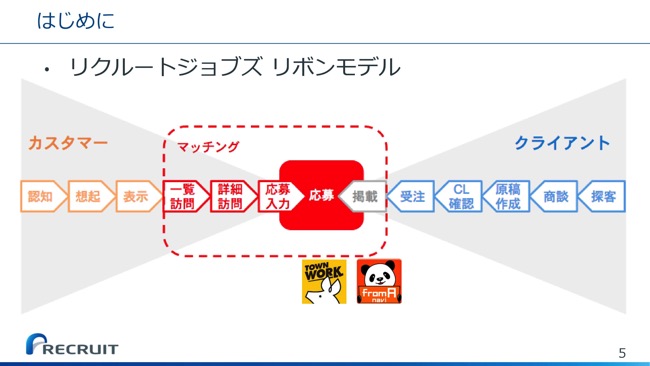 はじめに
• リクルートジョブズ リボンモデル
カスタマー
マッチング
クライアント
認知
想起
表示
一覧
訪問
詳細
訪問
応募
入力
応募
掲載
受注
CL
確認
原稿
作成
商談
探客
TOWN
WORK
fromA
navi
RECRUIT
5